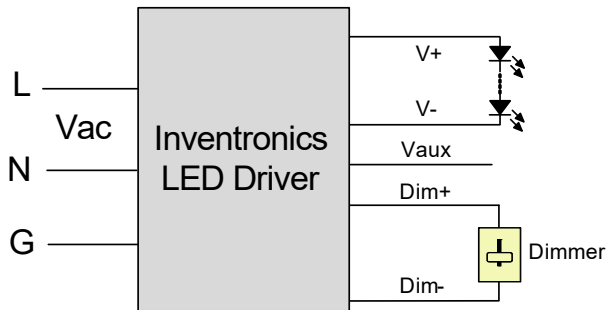 L
Vac
N
G
Inventronics
LED Driver
V+
V-
Vaux
Dim+
Dimmer
Dim-